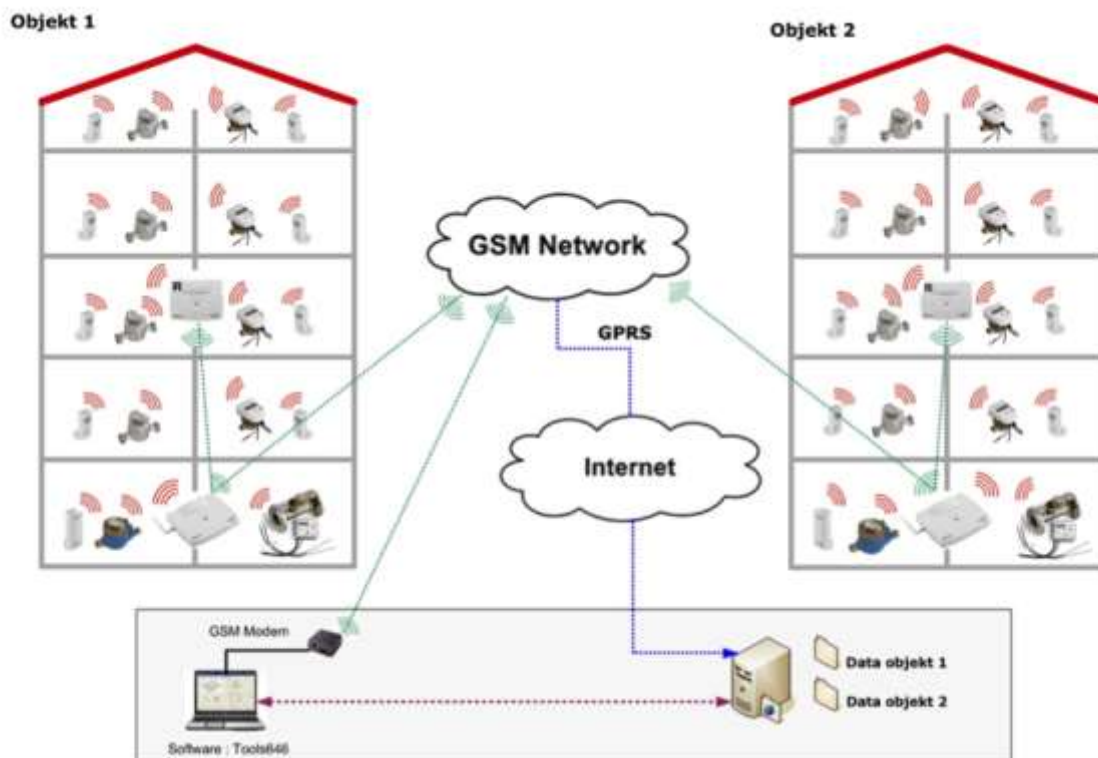 Objekt 1
Objekt 2
GSM Network
GPRS
Internet
GSM Modem
Data objekt 1
Data objekt 2
Software : Tools646